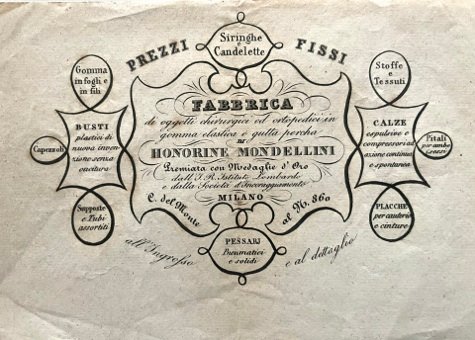 PREZZI FISSI
Siringhe
e
Candelette
Gomma
in fogli e
in fili
Stoffe
e
Tessuti
FABBRICA
di oggetti chirurgici ed ortopedici in
gomma elastica e gutta percha
DI
HONORINE MONDELLINI
Premiata con Medaglie d'Oro
dall'I. R. Istituto Lombardo
e dalla Società d'Incoraggiamento
MILANO
C. del Monte
al N. 860
BUSTI
plastici di
nuova inven
zione senza
cucitura
Capezzoli
Supposte
e Tubi
assortiti
CALZE
espulsive e
compressori ad
azione continua
e spontanea
Pitali
per ambo
i sessi
PLACCHE
per cauterio
e cinture
PESSARJ
Pneumatici
e solidi
all'Ingrosso
e al dettaglio